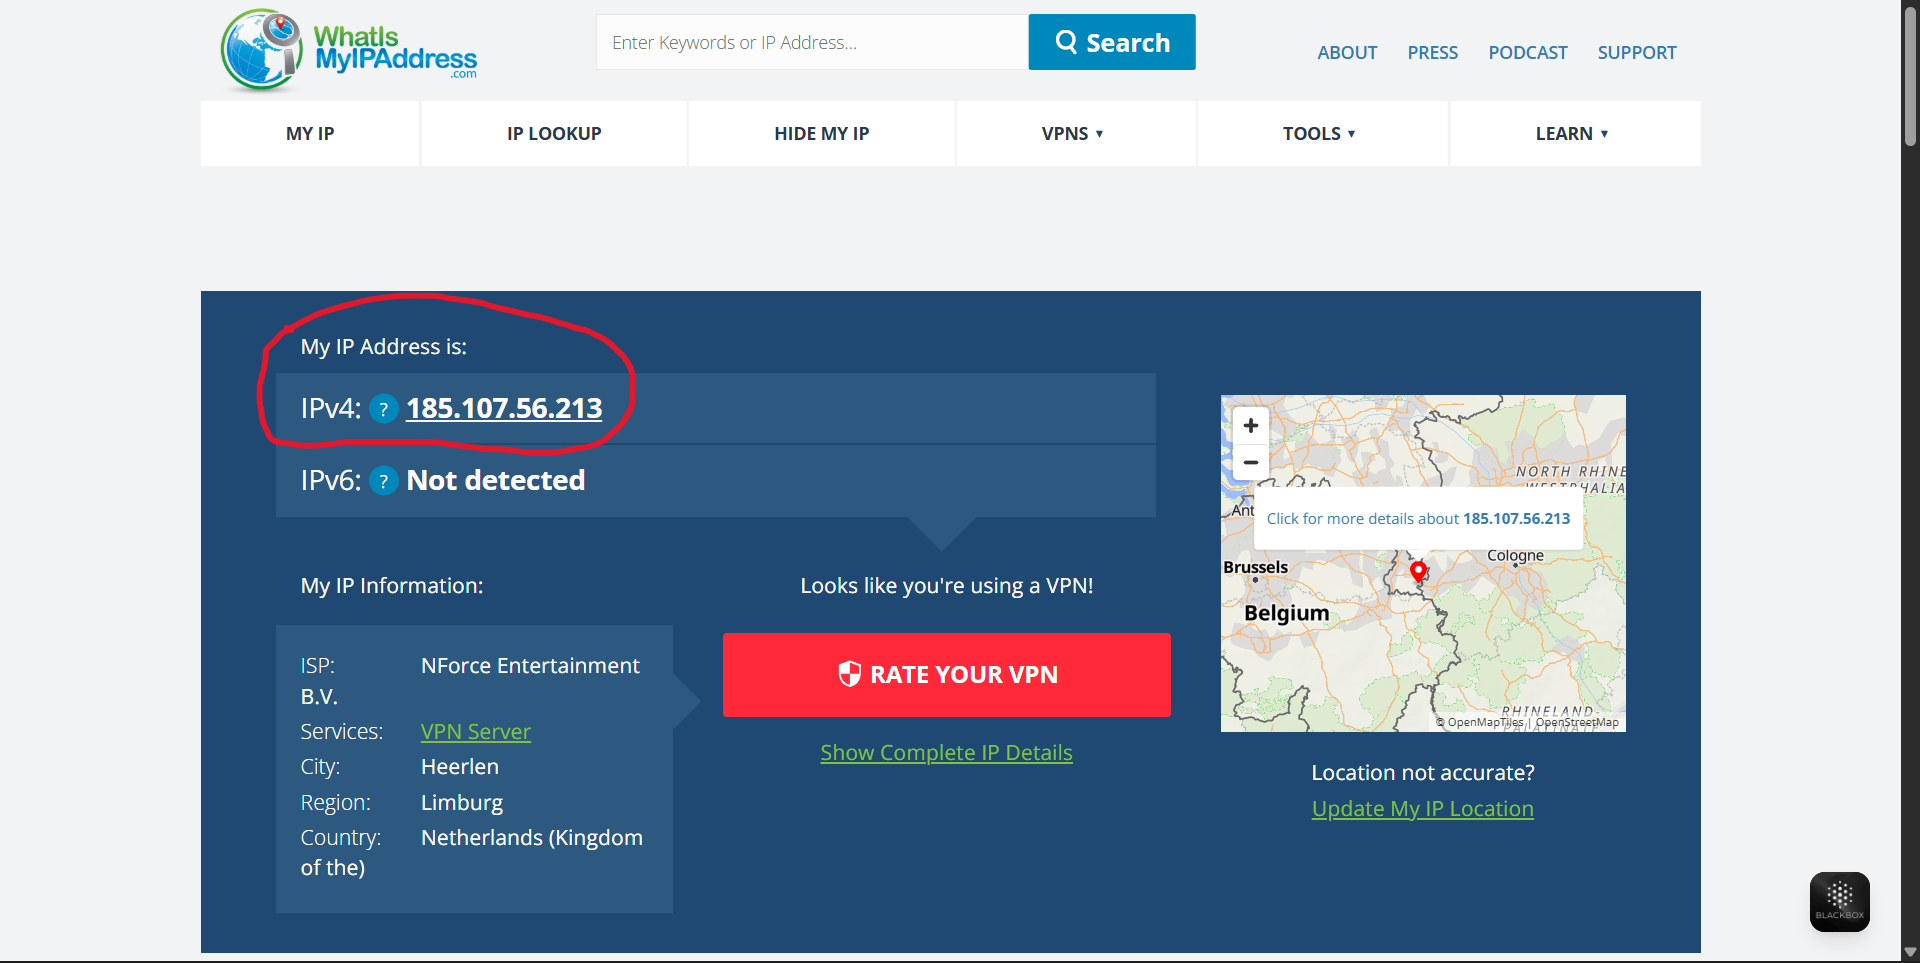 WhatIs
MyIPAddress
.com
Enter Keywords or IP Address...
Search
ABOUT
PRESS
PODCAST
SUPPORT
MY IP
IP LOOKUP
HIDE MY IP
VPNS ▼
TOOLS ▼
LEARN ▼
My IP Address is:
IPv4: ? 185.107.56.213
IPv6: ? Not detected
My IP Information:
ISP: NForce Entertainment
B.V.
Services: VPN Server
City: Heerlen
Region: Limburg
Country: Netherlands (Kingdom
of the)
Looks like you're using a VPN!
RATE YOUR VPN
Show Complete IP Details
+
−
NORTH RHINE
WESTPHALIA
Ant
Click for more details about 185.107.56.213
Cologne
Brussels
Belgium
RHINELAND-
PALATINATE
© OpenMapTiles | OpenStreetMap
Location not accurate?
Update My IP Location
BLACKBOX